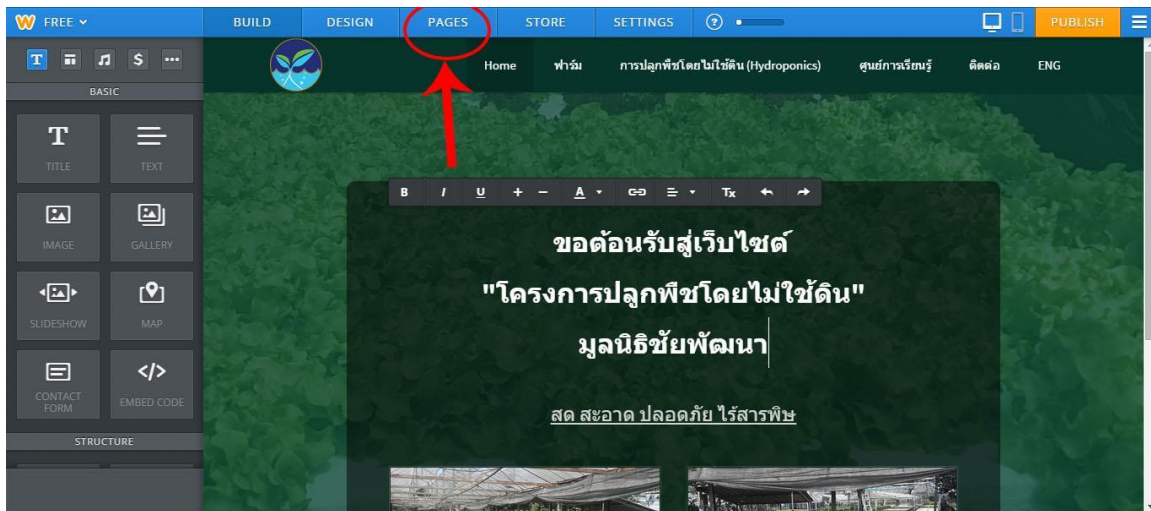 FREE
BUILD DESIGN PAGES STORE SETTINGS ? PUBLISH
T $
BASIC
Home ฟาร์ม การปลูกพืชโดยไม่ใช้ดิน (Hydroponics) ศูนย์การเรียนรู้ ติดต่อ ENG
T
TITLE TEXT
IMAGE GALLERY
SLIDESHOW MAP
</>
CONTACT FORM EMBED CODE
STRUCTURE
B I U + − A Tx
ขอต้อนรับสู่เว็บไซต์
"โครงการปลูกพืชโดยไม่ใช้ดิน"
มูลนิธิชัยพัฒนา
สด สะอาด ปลอดภัย ไร้สารพิษ